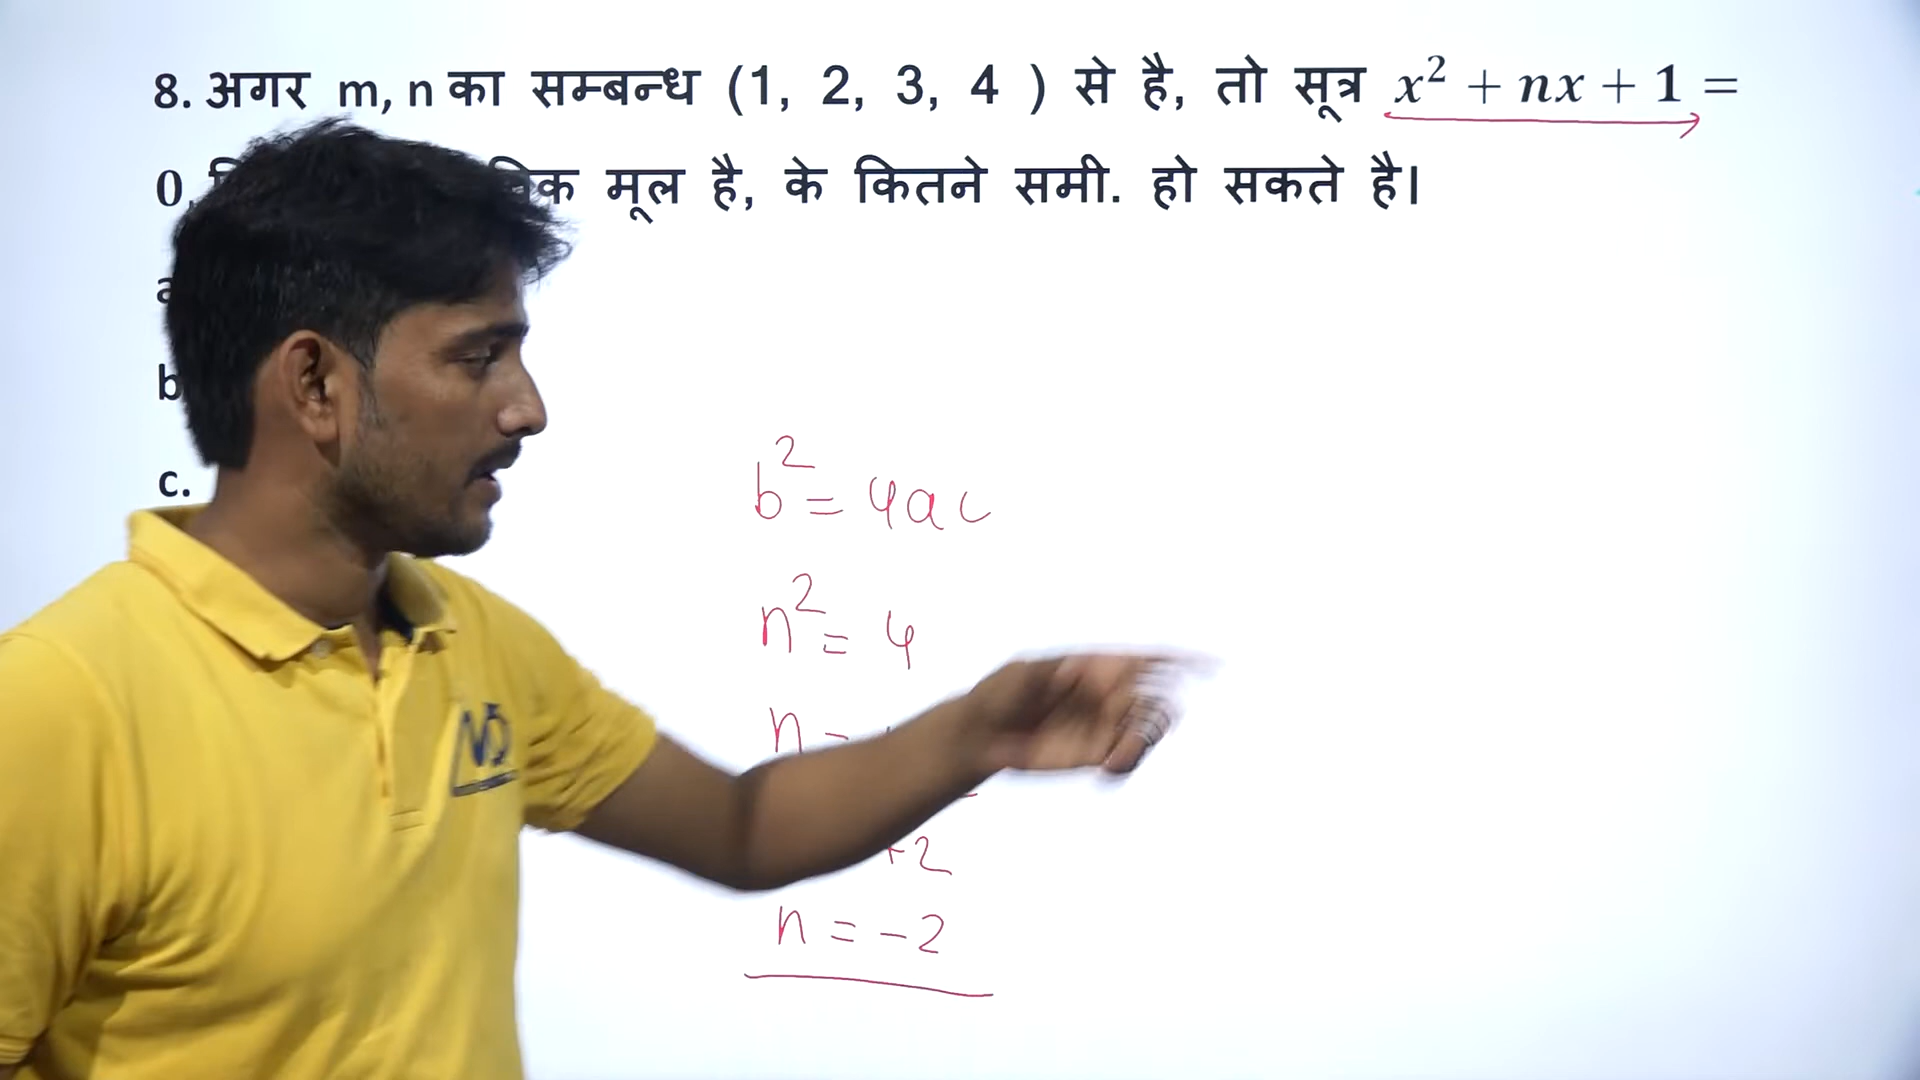 8. अगर m, n का सम्बन्ध (1, 2, 3, 4 ) से है, तो सूत्र x² + nx + 1 =
0, मूल है, के कितने समी. हो सकते है।
a
b
c.
b² = 4ac
n² = 4
n =
+2
n = -2